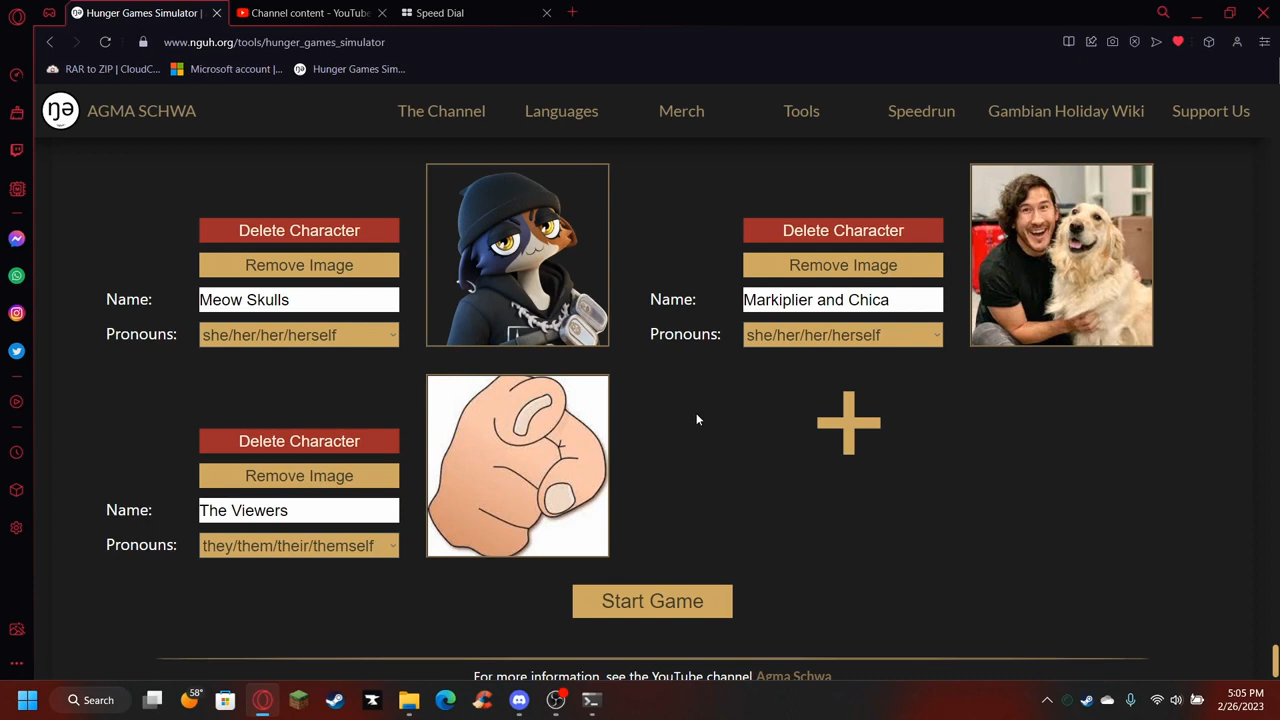 Hunger Games Simulator |
Channel content - YouTube
Speed Dial
www.nguh.org/tools/hunger_games_simulator
RAR to ZIP | CloudC...
Microsoft account |...
Hunger Games Sim...
ŋə
AGMA SCHWA
The Channel
Languages
Merch
Tools
Speedrun
Gambian Holiday Wiki
Support Us
Delete Character
Remove Image
Name:
Meow Skulls
Pronouns:
she/her/her/herself
Delete Character
Remove Image
Name:
Markiplier and Chica
Pronouns:
she/her/her/herself
Delete Character
Remove Image
Name:
The Viewers
Pronouns:
they/them/their/themself
Start Game
For more information, see the YouTube channel Agma Schwa
58°
Search
5:05 PM
2/26/2023